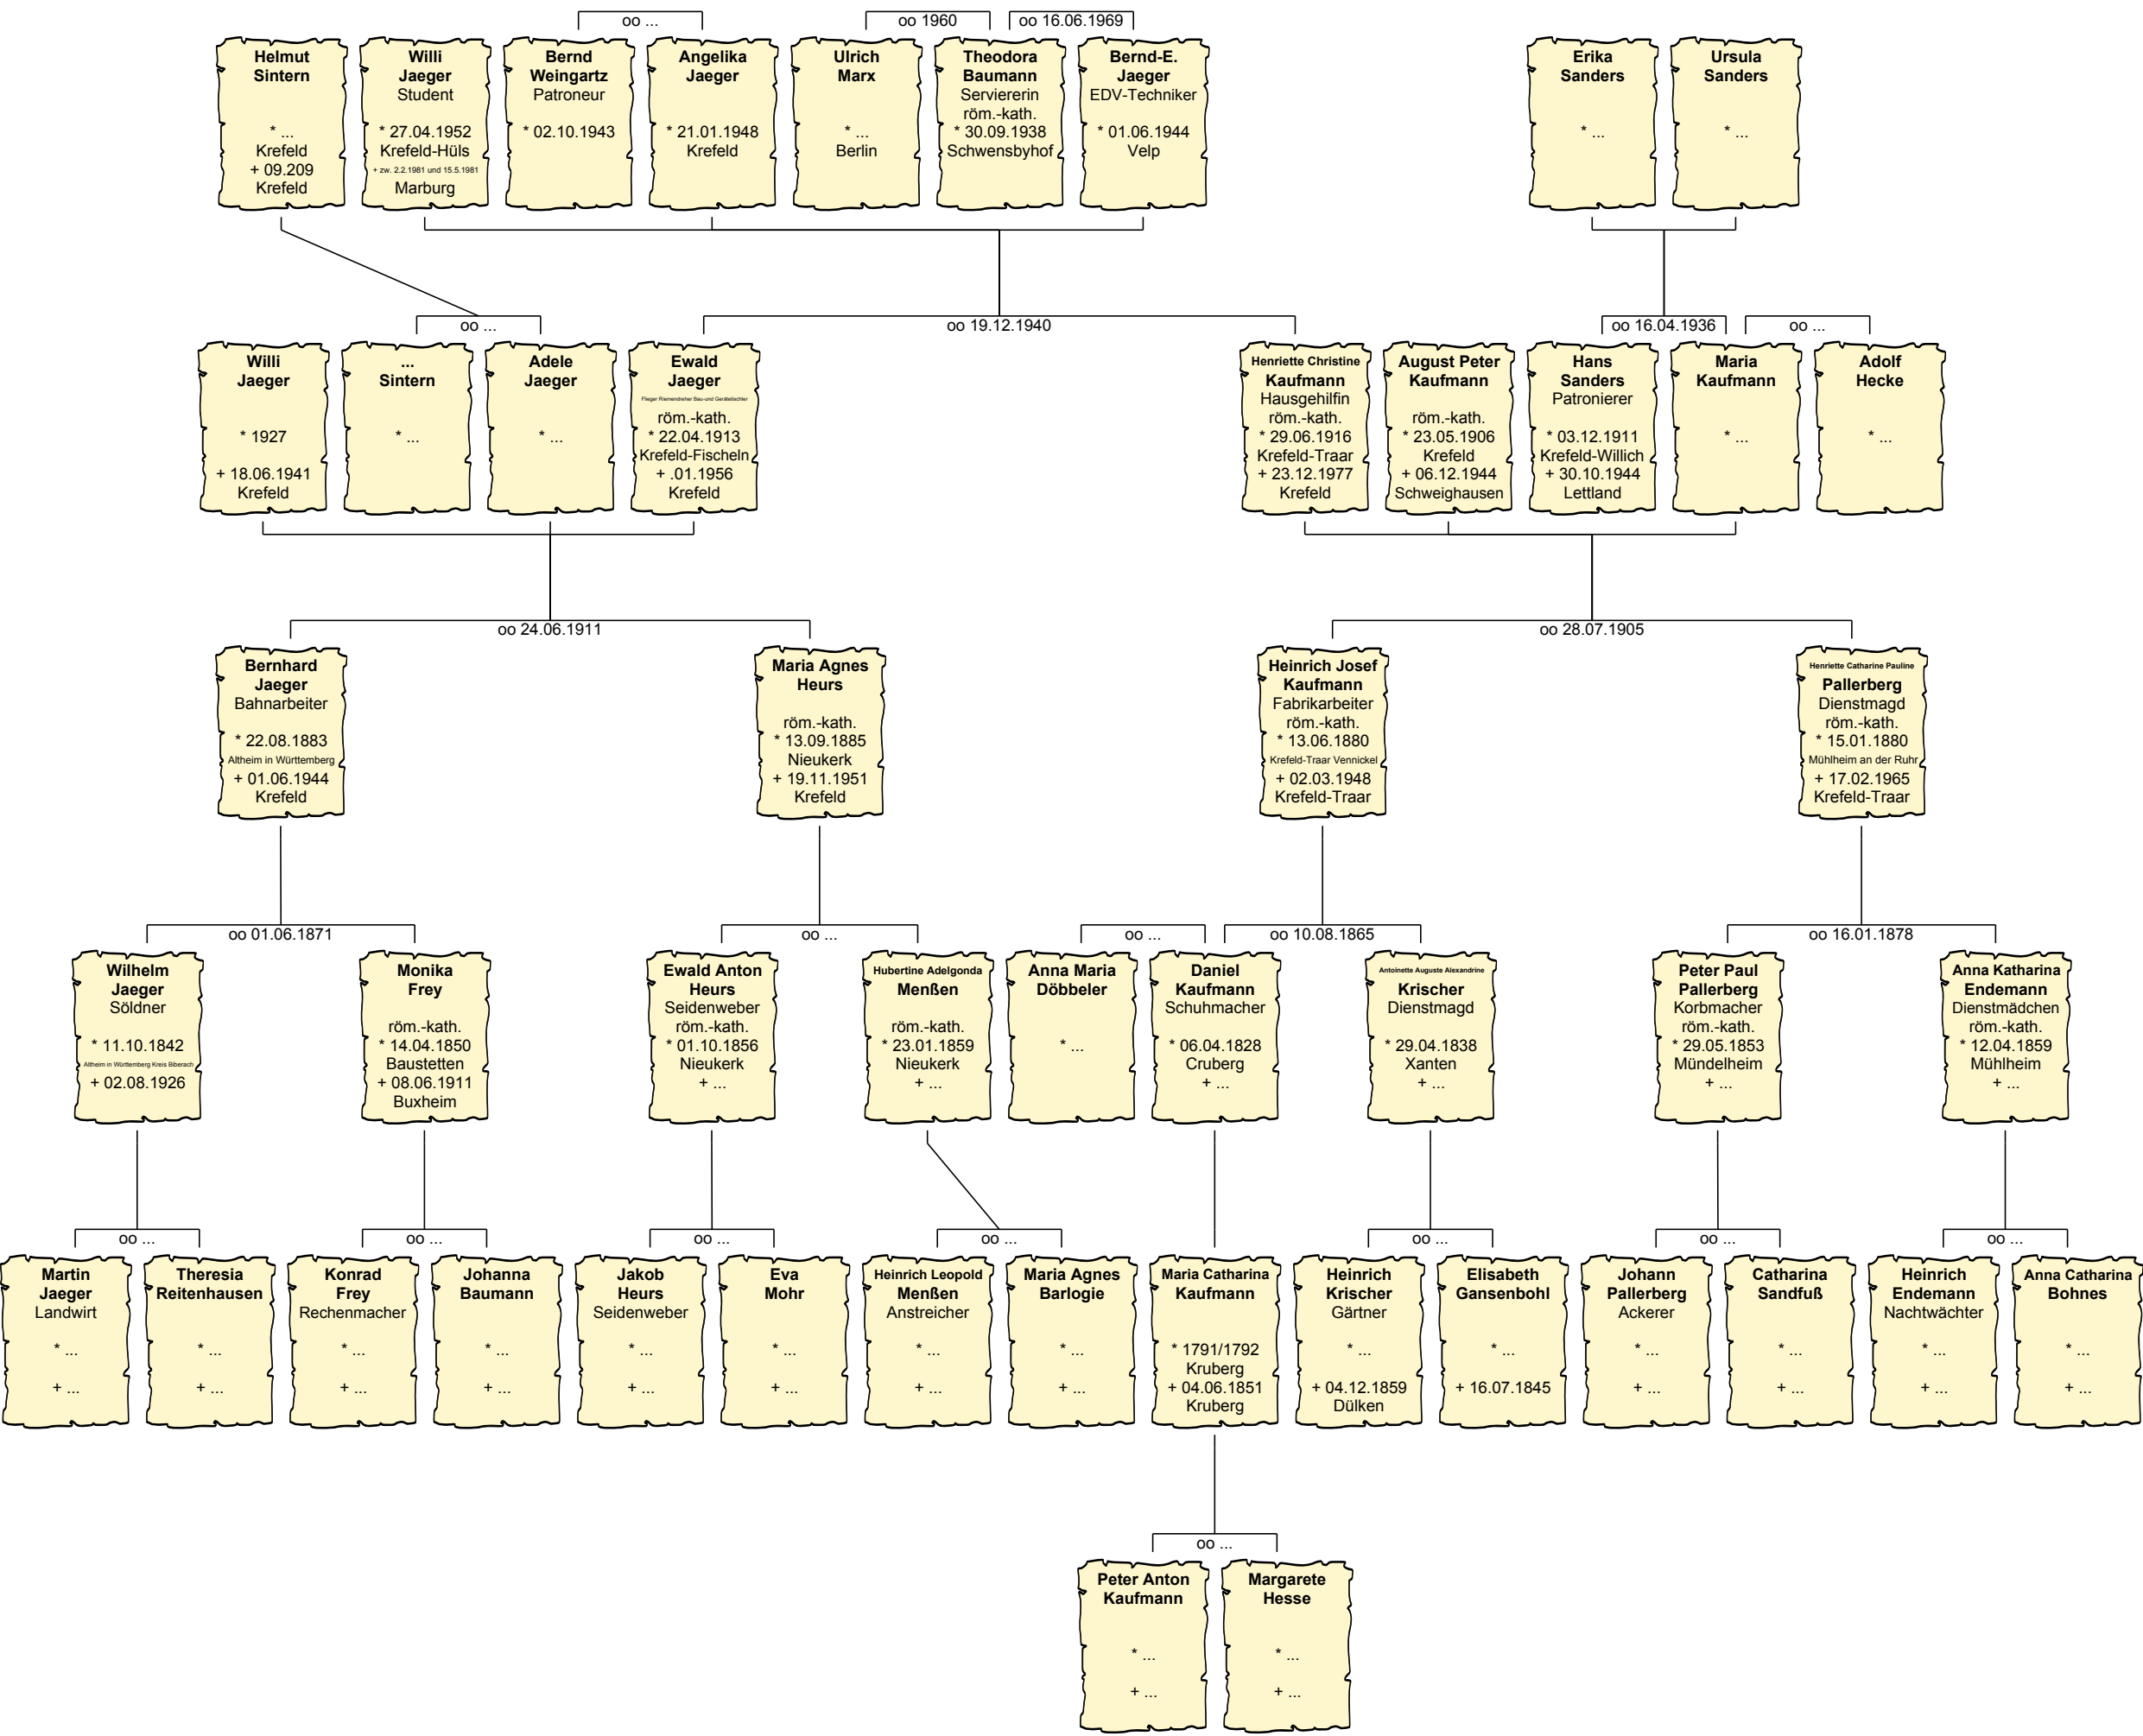 oo ...
oo 1960
oo 16.06.1969
Helmut
Sintern
* ...
Krefeld
+ 09.209
Krefeld
Willi
Jaeger
Student
* 27.04.1952
Krefeld-Hüls
+ zw. 2.2.1981 und 15.5.1981
Marburg
Bernd
Weingartz
Patroneur
* 02.10.1943
Angelika
Jaeger
* 21.01.1948
Krefeld
Ulrich
Marx
* ...
Berlin
Theodora
Baumann
Serviererin
röm.-kath.
* 30.09.1938
Schwensbyhof
Bernd-E.
Jaeger
EDV-Techniker
* 01.06.1944
Velp
Erika
Sanders
* ...
Ursula
Sanders
* ...
oo ...
oo 19.12.1940
oo 16.04.1936
oo ...
Willi
Jaeger
* 1927
+ 18.06.1941
Krefeld
...
Sintern
* ...
Adele
Jaeger
* ...
Ewald
Jaeger
Flieger Riemendreher Bau-und Gerätetischler
röm.-kath.
* 22.04.1913
Krefeld-Fischeln
+ .01.1956
Krefeld
Henriette Christine
Kaufmann
Hausgehilfin
röm.-kath.
* 29.06.1916
Krefeld-Traar
+ 23.12.1977
Krefeld
August Peter
Kaufmann
röm.-kath.
* 23.05.1906
Krefeld
+ 06.12.1944
Schweighausen
Hans
Sanders
Patronierer
* 03.12.1911
Krefeld-Willich
+ 30.10.1944
Lettland
Maria
Kaufmann
* ...
Adolf
Hecke
* ...
oo 24.06.1911
oo 28.07.1905
Bernhard
Jaeger
Bahnarbeiter
* 22.08.1883
Altheim in Württemberg
+ 01.06.1944
Krefeld
Maria Agnes
Heurs
röm.-kath.
* 13.09.1885
Nieukerk
+ 19.11.1951
Krefeld
Heinrich Josef
Kaufmann
Fabrikarbeiter
röm.-kath.
* 13.06.1880
Krefeld-Traar Vennickel
+ 02.03.1948
Krefeld-Traar
Henriette Catharine Pauline
Pallerberg
Dienstmagd
röm.-kath.
* 15.01.1880
Mühlheim an der Ruhr
+ 17.02.1965
Krefeld-Traar
oo 01.06.1871
oo ...
oo ...
oo 10.08.1865
oo 16.01.1878
Wilhelm
Jaeger
Söldner
* 11.10.1842
Altheim in Württemberg Kreis Biberach
+ 02.08.1926
Monika
Frey
röm.-kath.
* 14.04.1850
Baustetten
+ 08.06.1911
Buxheim
Ewald Anton
Heurs
Seidenweber
röm.-kath.
* 01.10.1856
Nieukerk
+ ...
Hubertine Adelgonda
Menßen
röm.-kath.
* 23.01.1859
Nieukerk
+ ...
Anna Maria
Döbbeler
* ...
Daniel
Kaufmann
Schuhmacher
* 06.04.1828
Cruberg
+ ...
Antoinette Auguste Alexandrine
Krischer
Dienstmagd
* 29.04.1838
Xanten
+ ...
Peter Paul
Pallerberg
Korbmacher
röm.-kath.
* 29.05.1853
Mündelheim
+ ...
Anna Katharina
Endemann
Dienstmädchen
röm.-kath.
* 12.04.1859
Mühlheim
+ ...
oo ...
oo ...
oo ...
oo ...
oo ...
oo ...
oo ...
Martin
Jaeger
Landwirt
* ...
+ ...
Theresia
Reitenhausen
* ...
+ ...
Konrad
Frey
Rechenmacher
* ...
+ ...
Johanna
Baumann
* ...
+ ...
Jakob
Heurs
Seidenweber
* ...
+ ...
Eva
Mohr
* ...
+ ...
Heinrich Leopold
Menßen
Anstreicher
* ...
+ ...
Maria Agnes
Barlogie
* ...
+ ...
Maria Catharina
Kaufmann
* 1791/1792
Kruberg
+ 04.06.1851
Kruberg
Heinrich
Krischer
Gärtner
* ...
+ 04.12.1859
Dülken
Elisabeth
Gansenbohl
* ...
+ 16.07.1845
Johann
Pallerberg
Ackerer
* ...
+ ...
Catharina
Sandfuß
* ...
+ ...
Heinrich
Endemann
Nachtwächter
* ...
+ ...
Anna Catharina
Bohnes
* ...
+ ...
oo ...
Peter Anton
Kaufmann
* ...
+ ...
Margarete
Hesse
* ...
+ ...